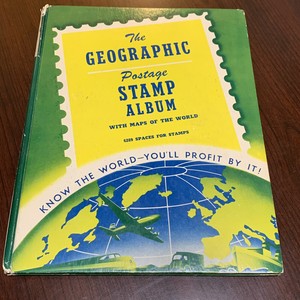 The
GEOGRAPHIC
Postage
STAMP
ALBUM
WITH MAPS OF THE WORLD
SPACES FOR STAMPS
KNOW THE WORLD—YOU'LL PROFIT BY IT!